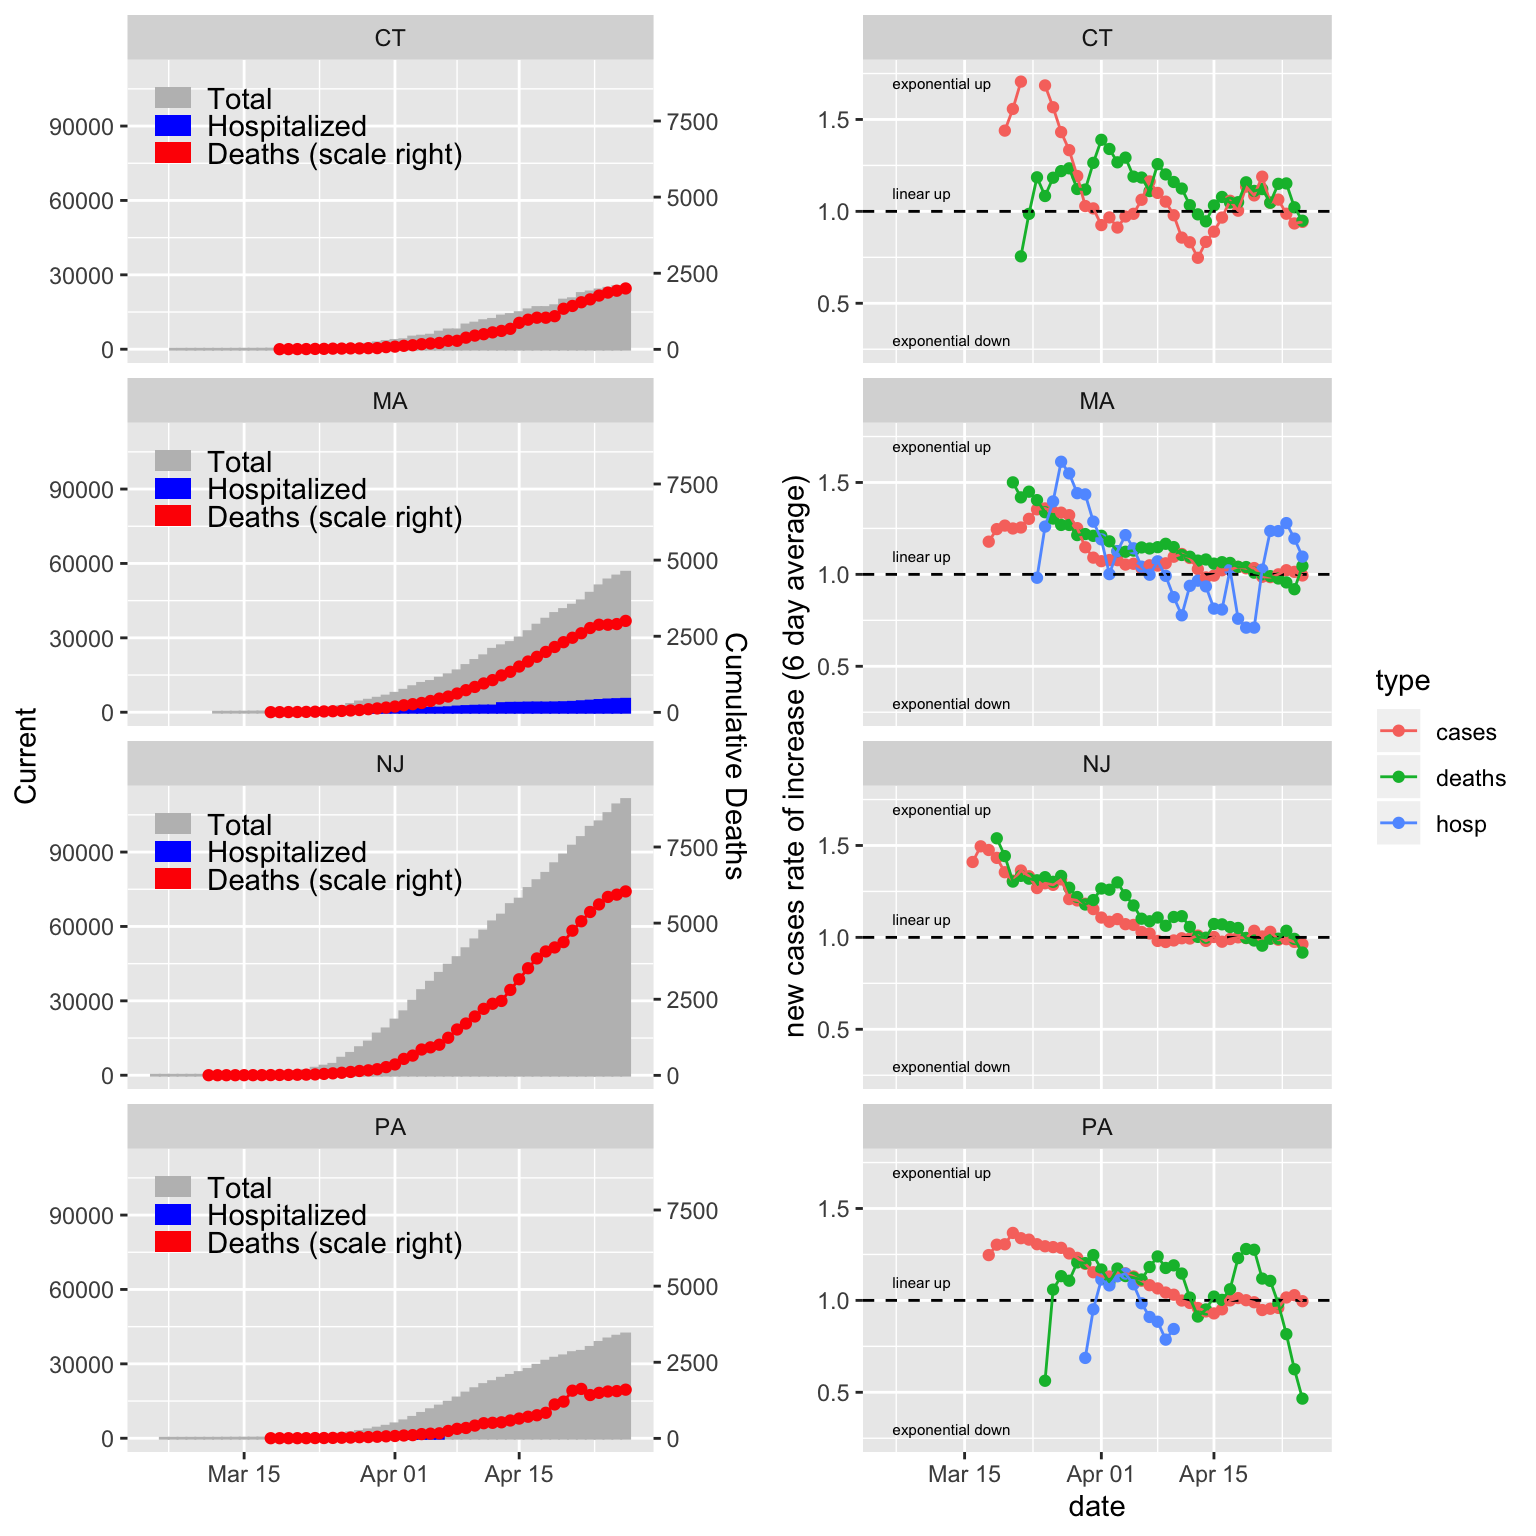 CT
Total
Hospitalized
Deaths (scale right)
90000
60000
30000
0
7500
5000
2500
0
MA
Total
Hospitalized
Deaths (scale right)
90000
60000
30000
0
7500
5000
2500
0
NJ
Total
Hospitalized
Deaths (scale right)
90000
60000
30000
0
7500
5000
2500
0
PA
Total
Hospitalized
Deaths (scale right)
90000
60000
30000
0
7500
5000
2500
0
Mar 15
Apr 01
Apr 15
Current
Cumulative Deaths
CT
exponential up
linear up
exponential down
1.5
1.0
0.5
MA
exponential up
linear up
exponential down
1.5
1.0
0.5
NJ
exponential up
linear up
exponential down
1.5
1.0
0.5
PA
exponential up
linear up
exponential down
1.5
1.0
0.5
Mar 15
Apr 01
Apr 15
date
new cases rate of increase (6 day average)
type
cases
deaths
hosp